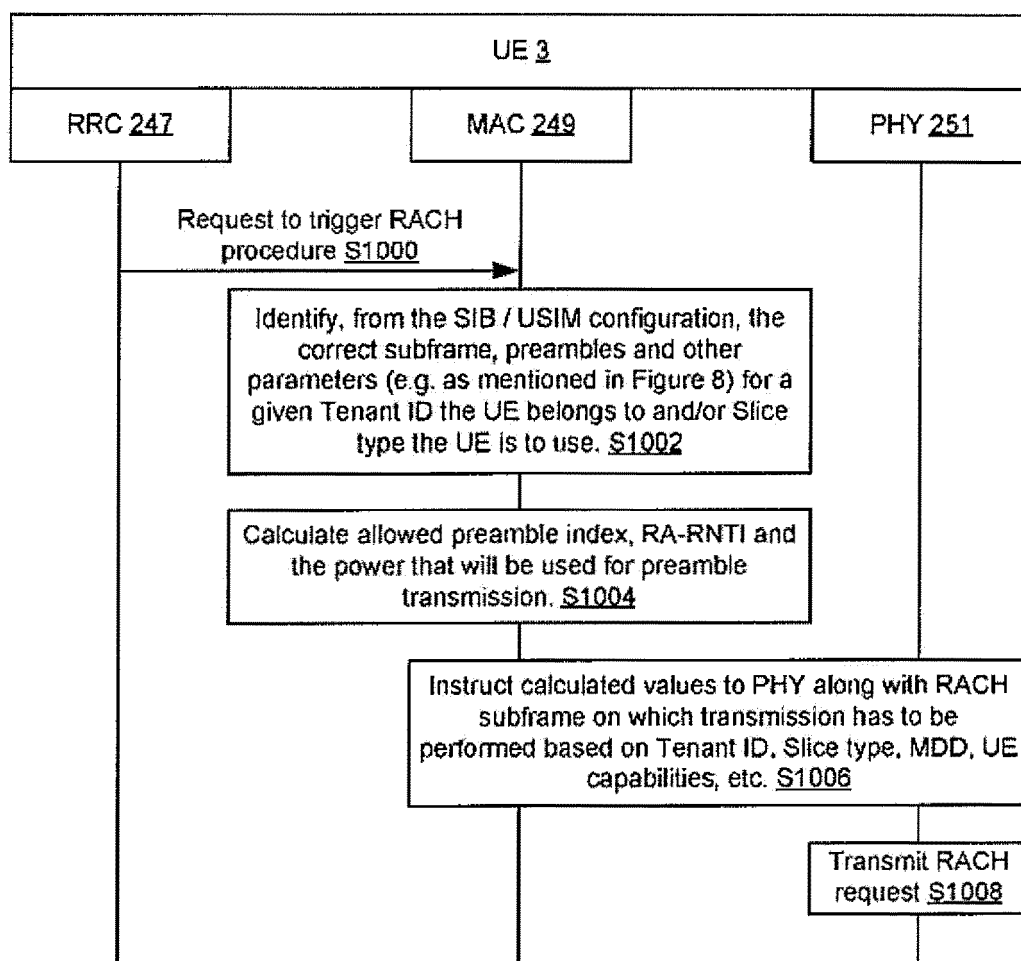 UE 3
RRC 247
MAC 249
PHY 251
Request to trigger RACH
procedure S1000
Identify, from the SIB / USIM configuration, the
correct subframe, preambles and other
parameters (e.g. as mentioned in Figure 8) for a
given Tenant ID the UE belongs to and/or Slice
type the UE is to use. S1002
Calculate allowed preamble index, RA-RNTI and
the power that will be used for preamble
transmission. S1004
Instruct calculated values to PHY along with RACH
subframe on which transmission has to be
performed based on Tenant ID, Slice type, MDD, UE
capabilities, etc. S1006
Transmit RACH
request S1008